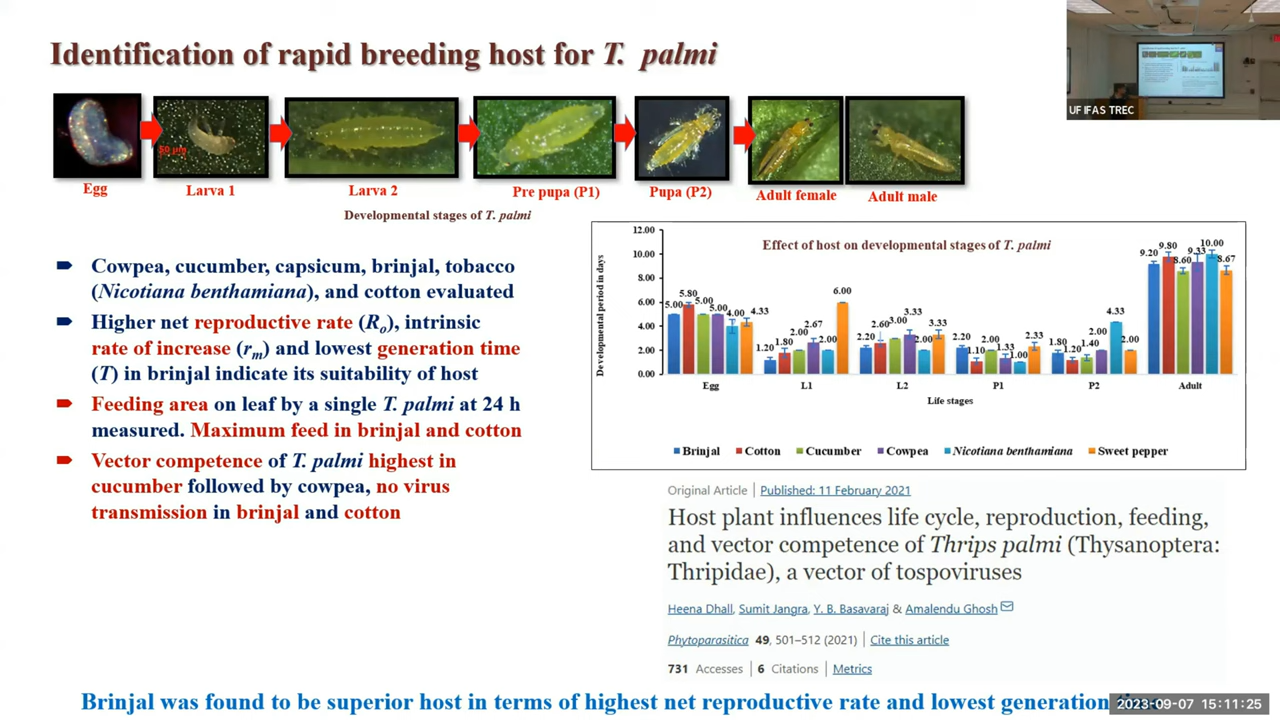 Identification of rapid breeding host for T. palmi
UF IFAS TREC
50 µm
Egg
Larva 1
Larva 2
Pre pupa (P1)
Pupa (P2)
Adult female
Adult male
Developmental stages of T. palmi
Cowpea, cucumber, capsicum, brinjal, tobacco
(Nicotiana benthamiana), and cotton evaluated
Higher net reproductive rate (Ro), intrinsic
rate of increase (rm) and lowest generation time
(T) in brinjal indicate its suitability of host
Feeding area on leaf by a single T. palmi at 24 h
measured. Maximum feed in brinjal and cotton
Vector competence of T. palmi highest in
cucumber followed by cowpea, no virus
transmission in brinjal and cotton
Effect of host on developmental stages of T. palmi
Developmental period in days
12.00
10.00
8.00
6.00
4.00
2.00
0.00
5.00 5.80 5.00 5.00 4.00 4.33
1.20 1.80 2.00 2.67 2.00 6.00
2.20 2.60 3.00 3.33 2.00 3.33
2.20 1.10 2.00 1.33 1.00 2.33
1.80 1.20 1.40 2.00 4.33 2.00
9.20 9.80 8.60 9.33 10.00 8.67
Egg L1 L2 P1 P2 Adult
Life stages
Brinjal Cotton Cucumber Cowpea Nicotiana benthamiana Sweet pepper
Original Article | Published: 11 February 2021
Host plant influences life cycle, reproduction, feeding,
and vector competence of Thrips palmi (Thysanoptera:
Thripidae), a vector of tospoviruses
Heena Dhall, Sumit Jangra, Y. B. Basavaraj & Amalendu Ghosh
Phytoparasitica 49, 501–512 (2021) | Cite this article
731 Accesses | 6 Citations | Metrics
Brinjal was found to be superior host in terms of highest net reproductive rate and lowest generation
2023-09-07 15:11:25